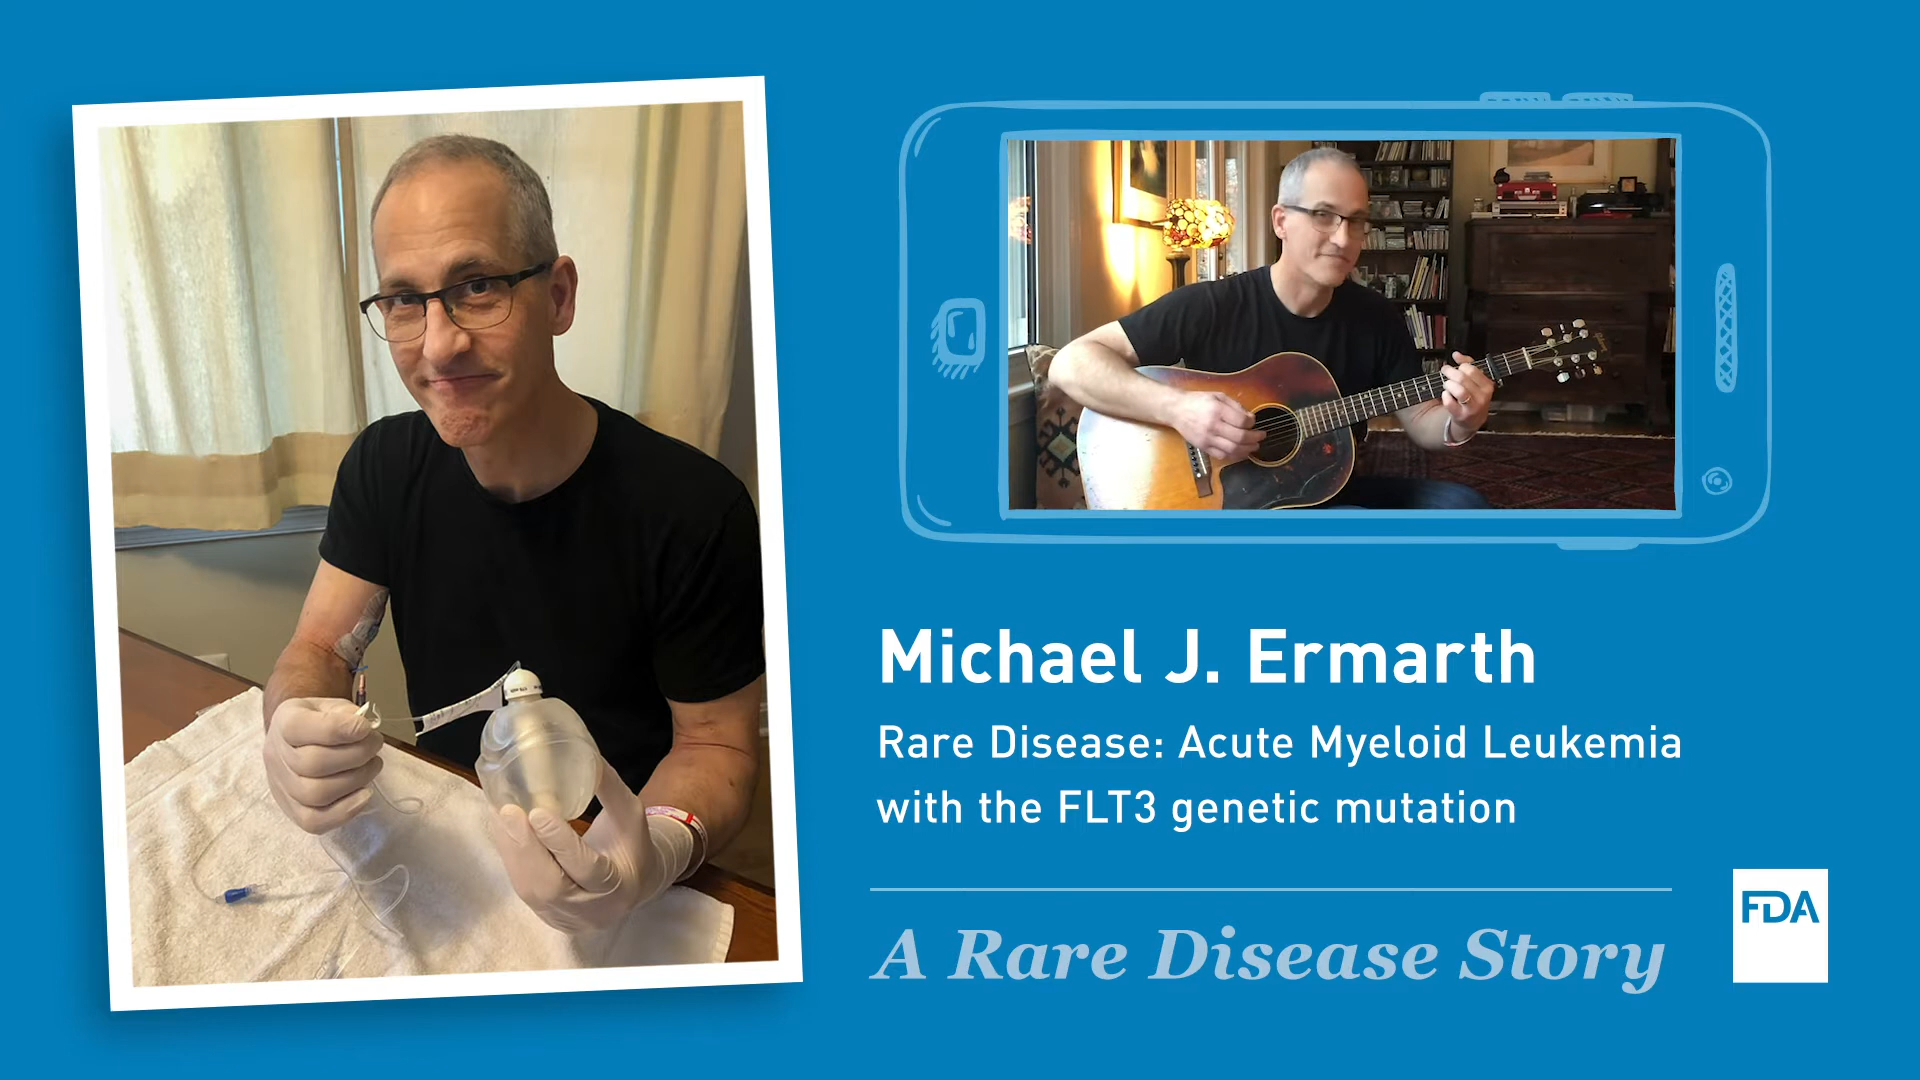 Michael J. Ermarth
Rare Disease: Acute Myeloid Leukemia
with the FLT3 genetic mutation
A Rare Disease Story
FDA